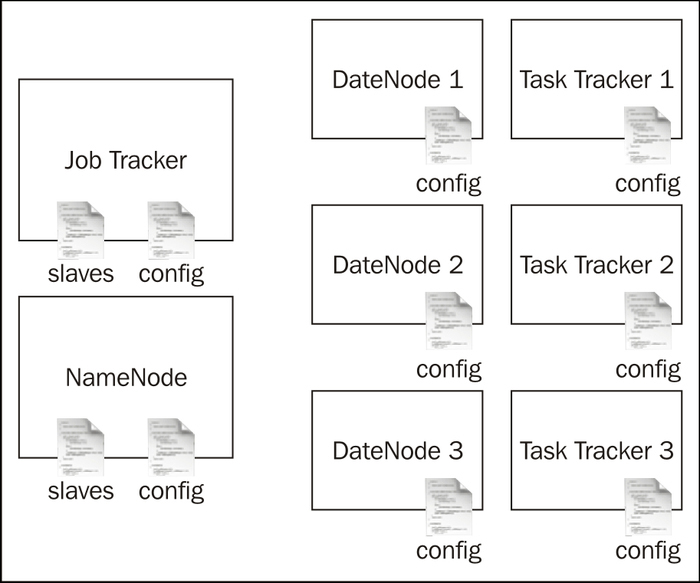 Job Tracker
slaves config
NameNode
slaves config
DateNode 1
config
Task Tracker 1
config
DateNode 2
config
Task Tracker 2
config
DateNode 3
config
Task Tracker 3
config